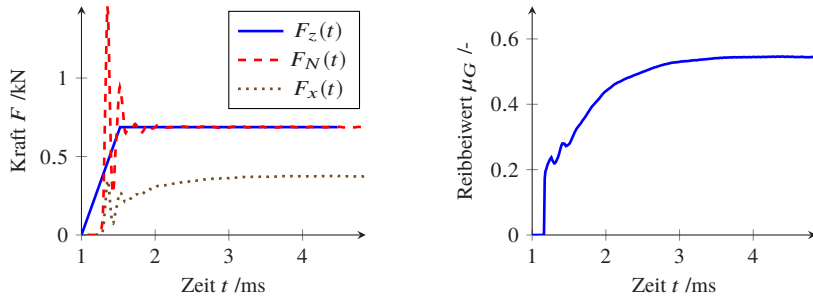 Kraft F /kN
1
0.5
0
F_z(t)
F_N(t)
F_x(t)
1 2 3 4
Zeit t /ms
Reibbeiwert μ_G /-
0.6
0.4
0.2
0
1 2 3 4
Zeit t /ms